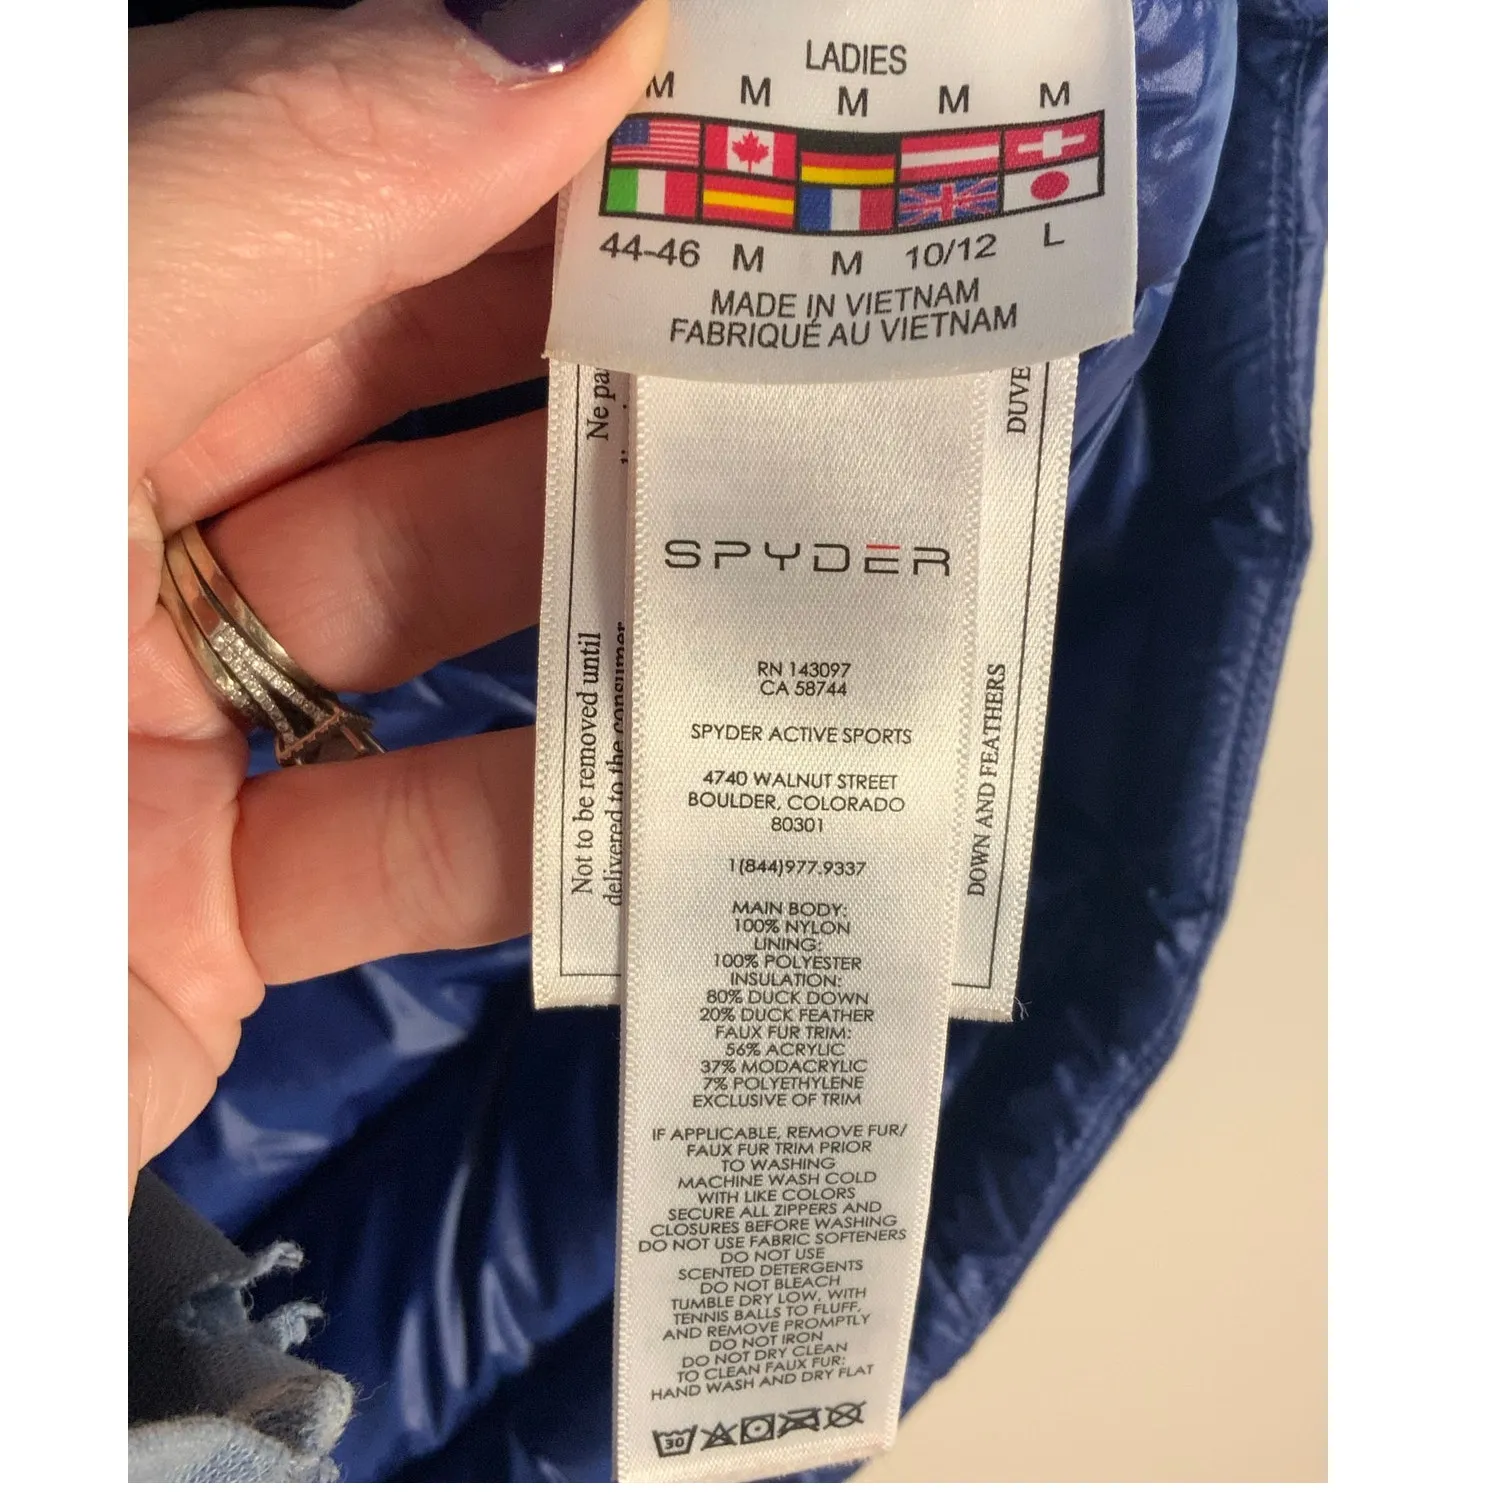 LADIES
M M M M M
44-46 M M 10/12 L
MADE IN VIETNAM
FABRIQUÉ AU VIETNAM
Ne
DUVE
Not to be removed until
delivered to the consumer
DOWN AND FEATHERS
SPYDER
RN 143097
CA 58744
SPYDER ACTIVE SPORTS
4740 WALNUT STREET
BOULDER, COLORADO
80301
1(844)977.9337
MAIN BODY:
100% NYLON
LINING:
100% POLYESTER
INSULATION:
80% DUCK DOWN
20% DUCK FEATHER
FAUX FUR TRIM:
56% ACRYLIC
37% MODACRYLIC
7% POLYETHYLENE
EXCLUSIVE OF TRIM
IF APPLICABLE, REMOVE FUR/
FAUX FUR TRIM PRIOR
TO WASHING
MACHINE WASH COLD
WITH LIKE COLORS
SECURE ALL ZIPPERS AND
CLOSURES BEFORE WASHING
DO NOT USE FABRIC SOFTENERS
DO NOT USE
SCENTED DETERGENTS
DO NOT BLEACH
TUMBLE DRY LOW, WITH
TENNIS BALLS TO FLUFF,
AND REMOVE PROMPTLY
DO NOT IRON
DO NOT DRY CLEAN
TO CLEAN FAUX FUR:
HAND WASH AND DRY FLAT
30